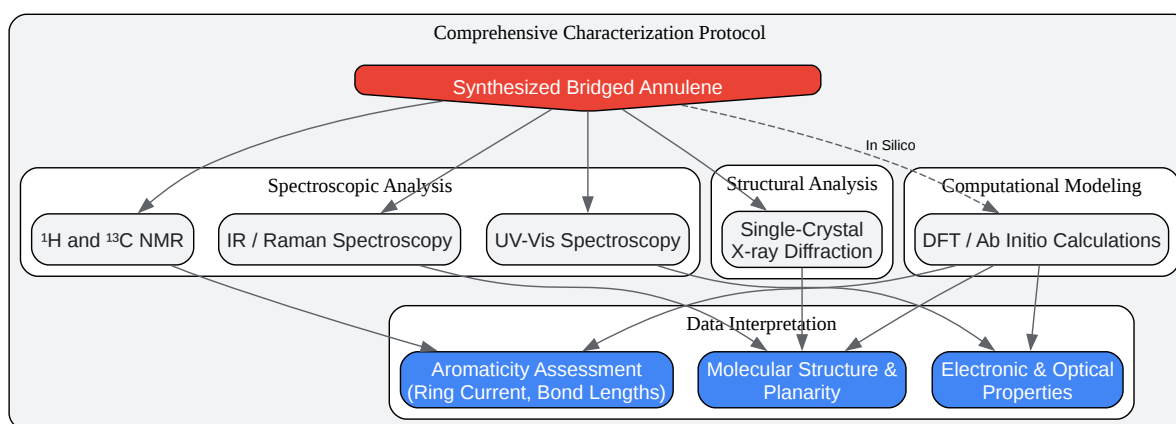 Comprehensive Characterization Protocol
Synthesized Bridged Annulene
In Silico
Spectroscopic Analysis
Structural Analysis
Computational Modeling
¹H and ¹³C NMR
IR / Raman Spectroscopy
UV-Vis Spectroscopy
Single-Crystal
X-ray Diffraction
DFT / Ab Initio Calculations
Data Interpretation
Aromaticity Assessment
(Ring Current, Bond Lengths)
Molecular Structure &
Planarity
Electronic & Optical
Properties